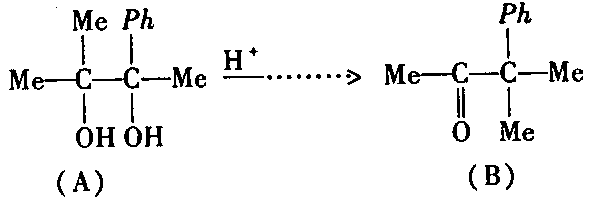 Me Ph
Me—C—C—Me
OH OH
(A)
H⁺
Ph
Me—C—C—Me
O Me
(B)